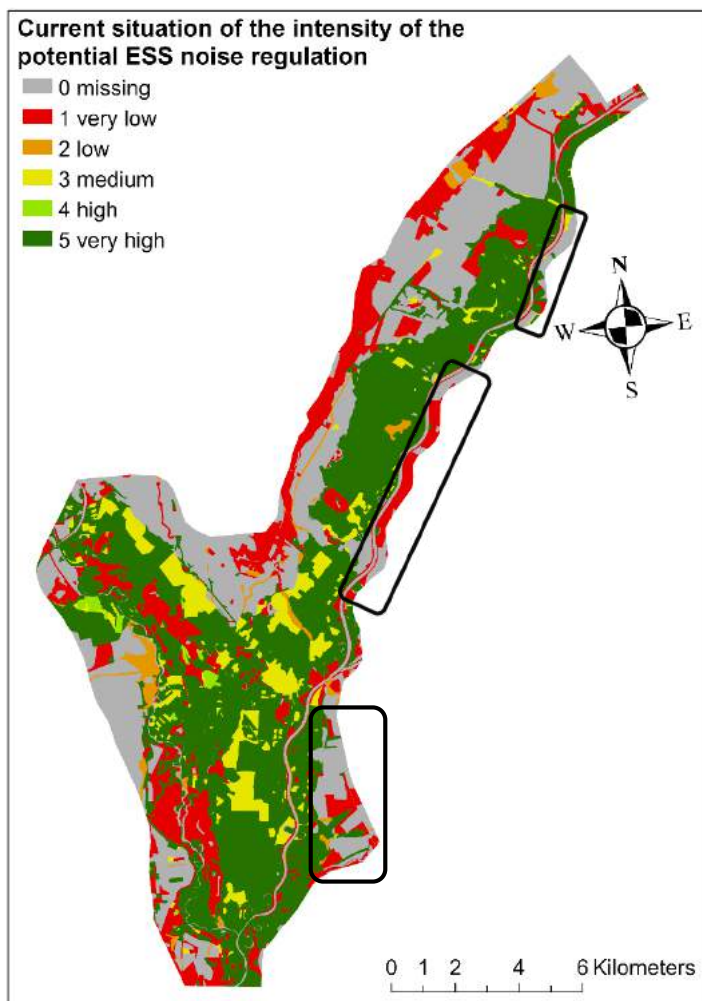 Current situation of the intensity of the
potential ESS noise regulation
0 missing
1 very low
2 low
3 medium
4 high
5 very high
N
W E
S
0 1 2 4 6 Kilometers